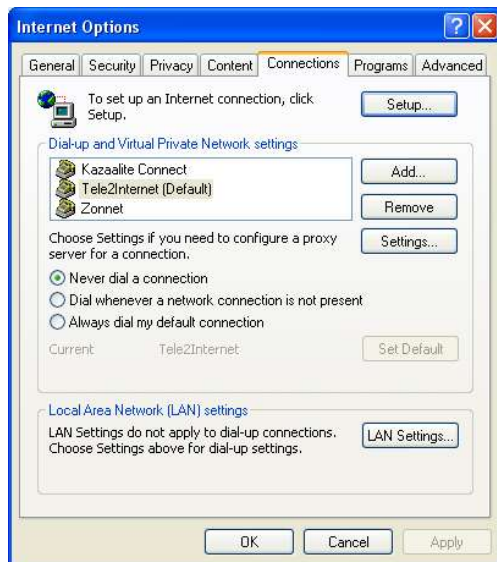 Internet Options
General Security Privacy Content Connections Programs Advanced
To set up an Internet connection, click
Setup.
Setup...
Dial-up and Virtual Private Network settings
Kazaalite Connect
Tele2Internet (Default)
Zonnet
Add...
Remove
Choose Settings if you need to configure a proxy
server for a connection.
Settings...
Never dial a connection
Dial whenever a network connection is not present
Always dial my default connection
Current Tele2Internet Set Default
Local Area Network (LAN) settings
LAN Settings do not apply to dial-up connections.
Choose Settings above for dial-up settings.
LAN Settings...
OK Cancel Apply